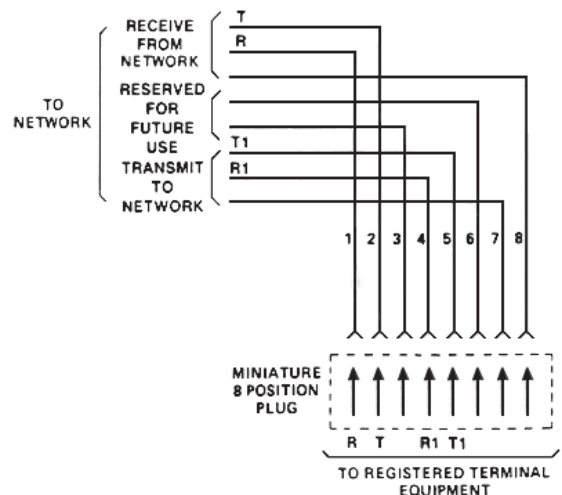 T
RECEIVE
FROM
NETWORK
R
TO
NETWORK
RESERVED
FOR
FUTURE
USE
T1
TRANSMIT
TO
NETWORK
R1
1 2 3 4 5 6 7 8
MINIATURE
8 POSITION
PLUG
R T R1 T1
TO REGISTERED TERMINAL
EQUIPMENT